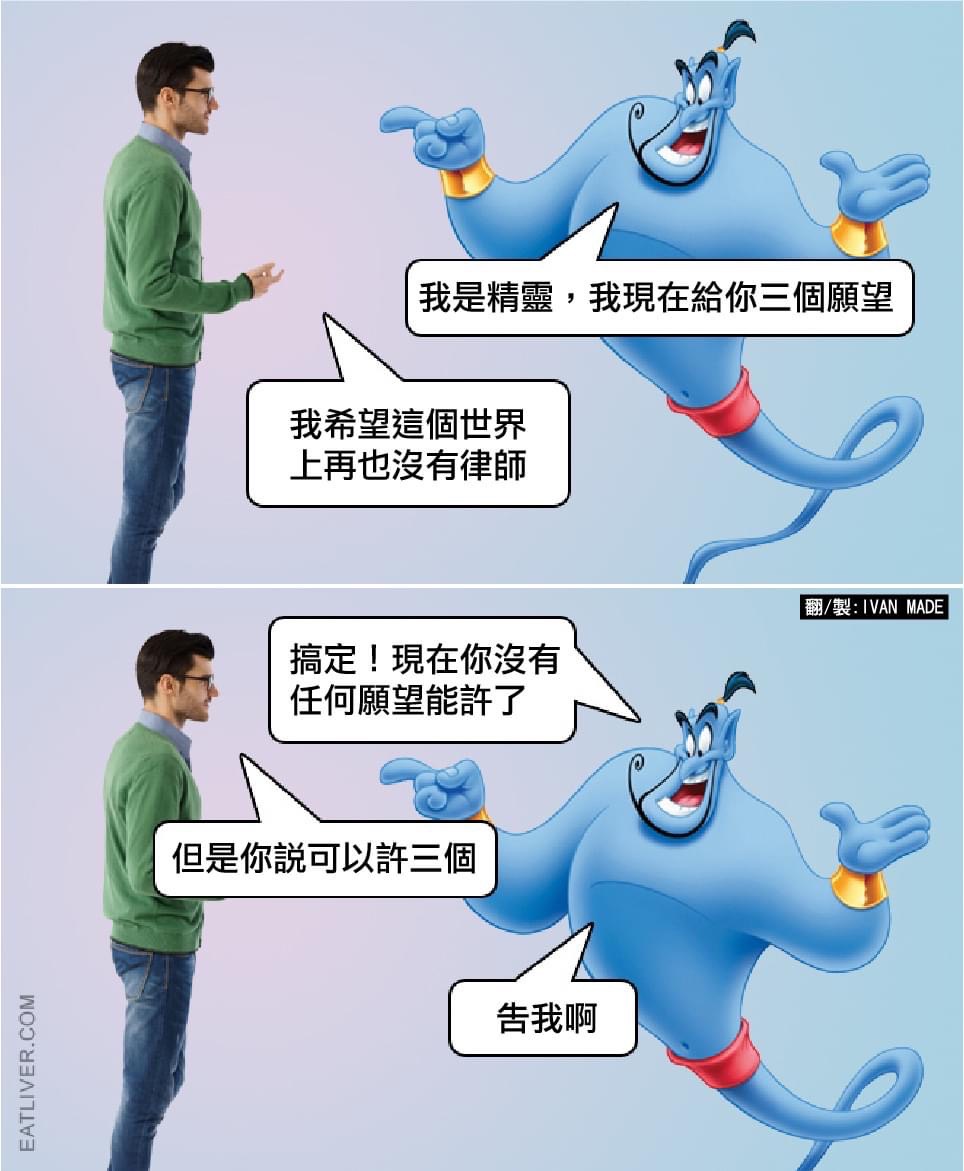 我是精靈，我現在給你三個願望
我希望這個世界
上再也沒有律師
翻/製:IVAN MADE
搞定！現在你沒有
任何願望能許了
但是你説可以許三個
告我啊
EATLIVER.COM